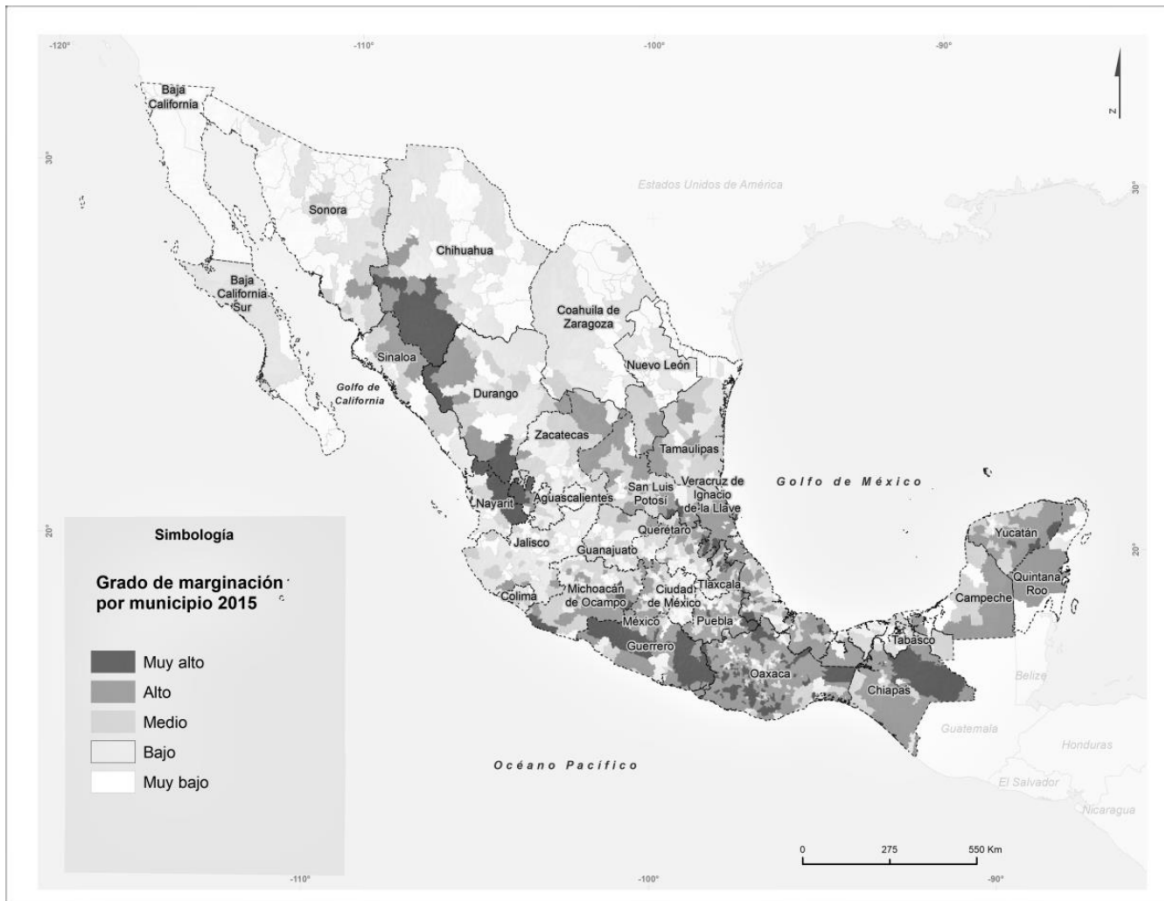 -120°
-110°
-100°
-90°
N
30°
30°
Baja
California
Estados Unidos de América
Sonora
Chihuahua
Baja
California
Sur
Coahuila de
Zaragoza
Sinaloa
Nuevo León
Golfo de
California
Durango
Zacatecas
Tamaulipas
Golfo de México
San Luis
Potosí
Veracruz de
Ignacio
de la Llave
Nayarit
Aguascalientes
20°
20°
Querétaro
Yucatán
Jalisco
Guanajuato
Quintana
Roo
Michoacán
de Ocampo
Ciudad
de México
Tlaxcala
Campeche
Colima
México
Puebla
Tabasco
Guerrero
Oaxaca
Chiapas
Belize
Guatemala
Honduras
El Salvador
Nicaragua
Océano Pacífico
Simbología
Grado de marginación
por municipio 2015
Muy alto
Alto
Medio
Bajo
Muy bajo
0 275 550 Km
-110°
-100°
-90°